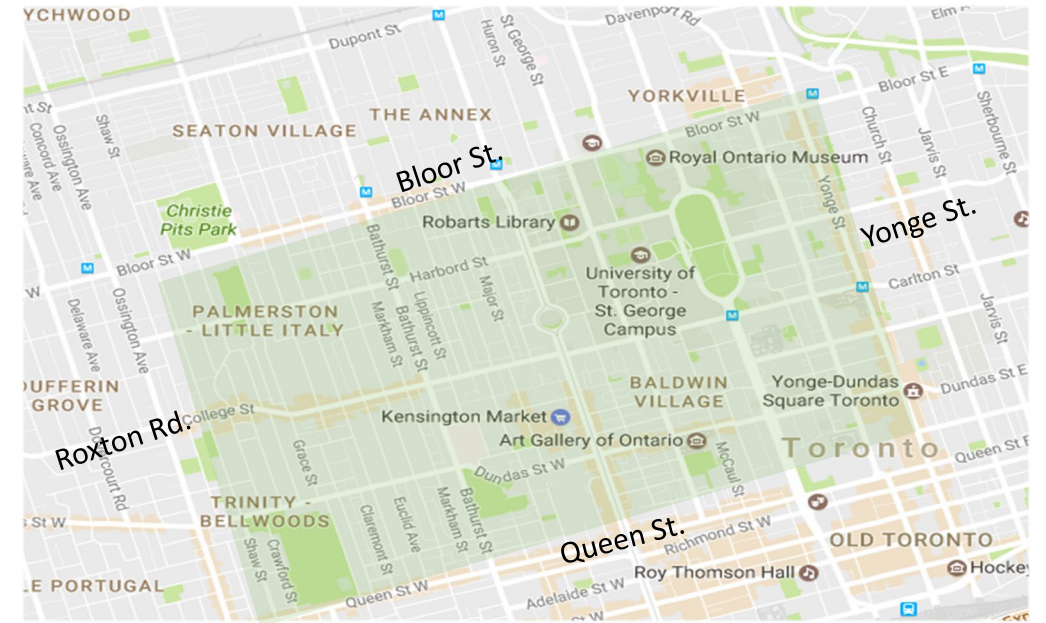 YCHWOOD
Dupont St
Huron St
St George St
Davenport Rd
Elm A
nt St
Concord Ave
Ossington Ave
Shaw St
SEATON VILLAGE
THE ANNEX
YORKVILLE
Bloor St E
Bloor St W
Church St
Jarvis St
Sherbourne St
Royal Ontario Museum
Bloor St.
Bloor St W
Christie
Pits Park
Robarts Library
Yonge St
Yonge St.
Bloor St W
W
Bathurst St
Harbord St
Major St
University of
Toronto -
St. George
Campus
Carlton St
Jarvis St
Delaware Ave
Ossington Ave
PALMERSTON
- LITTLE ITALY
Markham St
Bathurst St
Lippincott St
DUFFERIN
GROVE
BALDWIN
VILLAGE
Yonge-Dundas
Square Toronto
Dundas St E
College St
Kensington Market
Roxton Rd.
Art Gallery of Ontario
Toronto
Queen St E
Grace St
Dundas St W
McCaul St
TRINITY -
BELLWOODS
Claremont St
Euclid Ave
Markham St
Bathurst St
s St W
Queen St.
Richmond St W
OLD TORONTO
Shaw St
Crawford St
LE PORTUGAL
Queen St W
Adelaide St W
Roy Thomson Hall
Hockey
St W